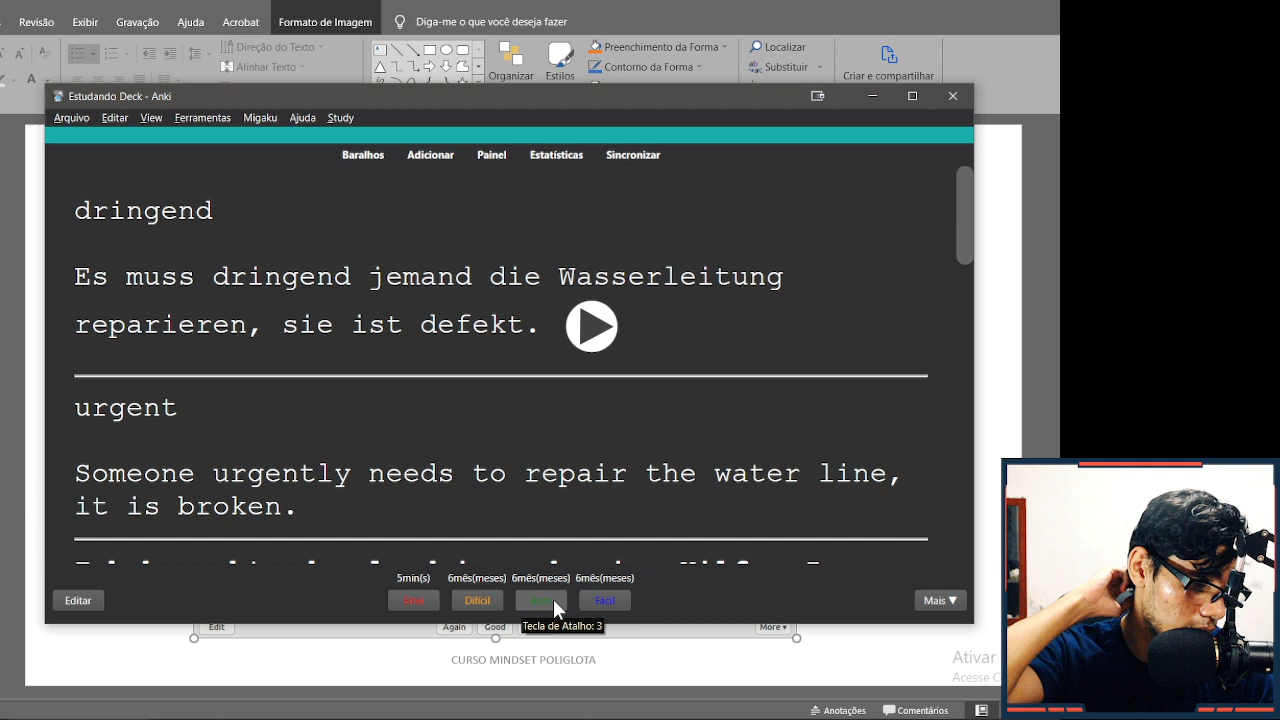 Revisão Exibir Gravação Ajuda Acrobat Formato de Imagem Diga-me o que você deseja fazer
Direção do Texto Preenchimento da Forma Localizar
Alinhar Texto Organizar Estilos Contorno da Forma Substituir Criar e compartilhar
Estudando Deck - Anki
Arquivo Editar View Ferramentas Migaku Ajuda Study
Baralhos Adicionar Painel Estatísticas Sincronizar
dringend
Es muss dringend jemand die Wasserleitung
reparieren, sie ist defekt.
urgent
Someone urgently needs to repair the water line,
it is broken.
5min(s) 6mês(meses) 6mês(meses) 6mês(meses)
Editar Difícil Fácil Mais ▼
Tecla de Atalho: 3
Edit Again Good More ▾
CURSO MINDSET POLIGLOTA
Ativar
Acesse C
Anotações Comentários